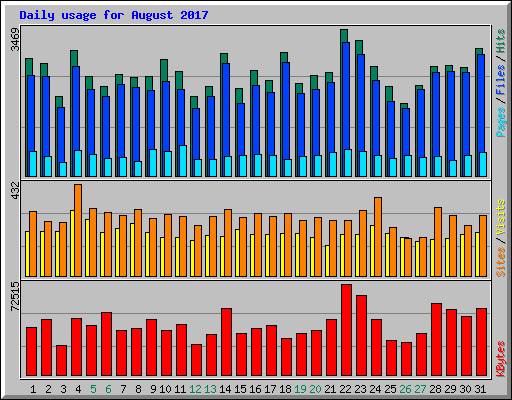 Daily usage for August 2017
3469
Pages / Files / Hits
432
Sites / Visits
72515
KBytes
1 2 3 4 5 6 7 8 9 10 11 12 13 14 15 16 17 18 19 20 21 22 23 24 25 26 27 28 29 30 31